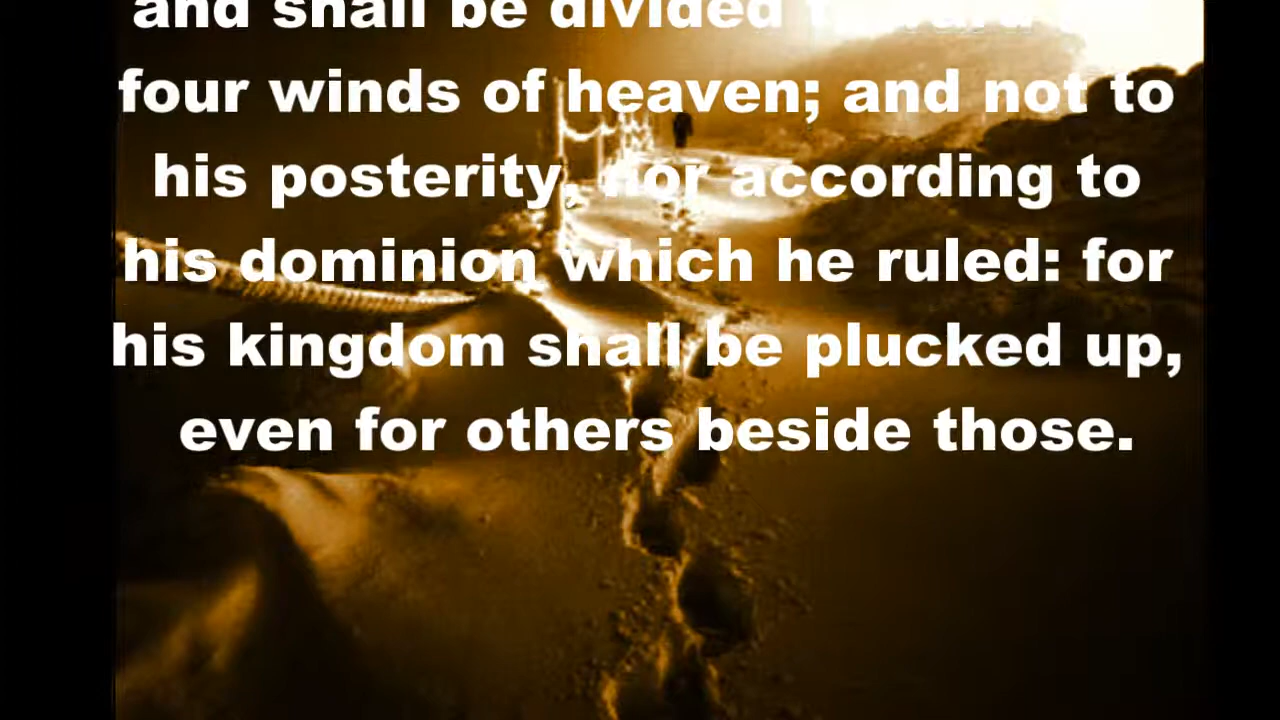 and shall be divided toward
four winds of heaven; and not to
his posterity, nor according to
his dominion which he ruled: for
his kingdom shall be plucked up,
even for others beside those.